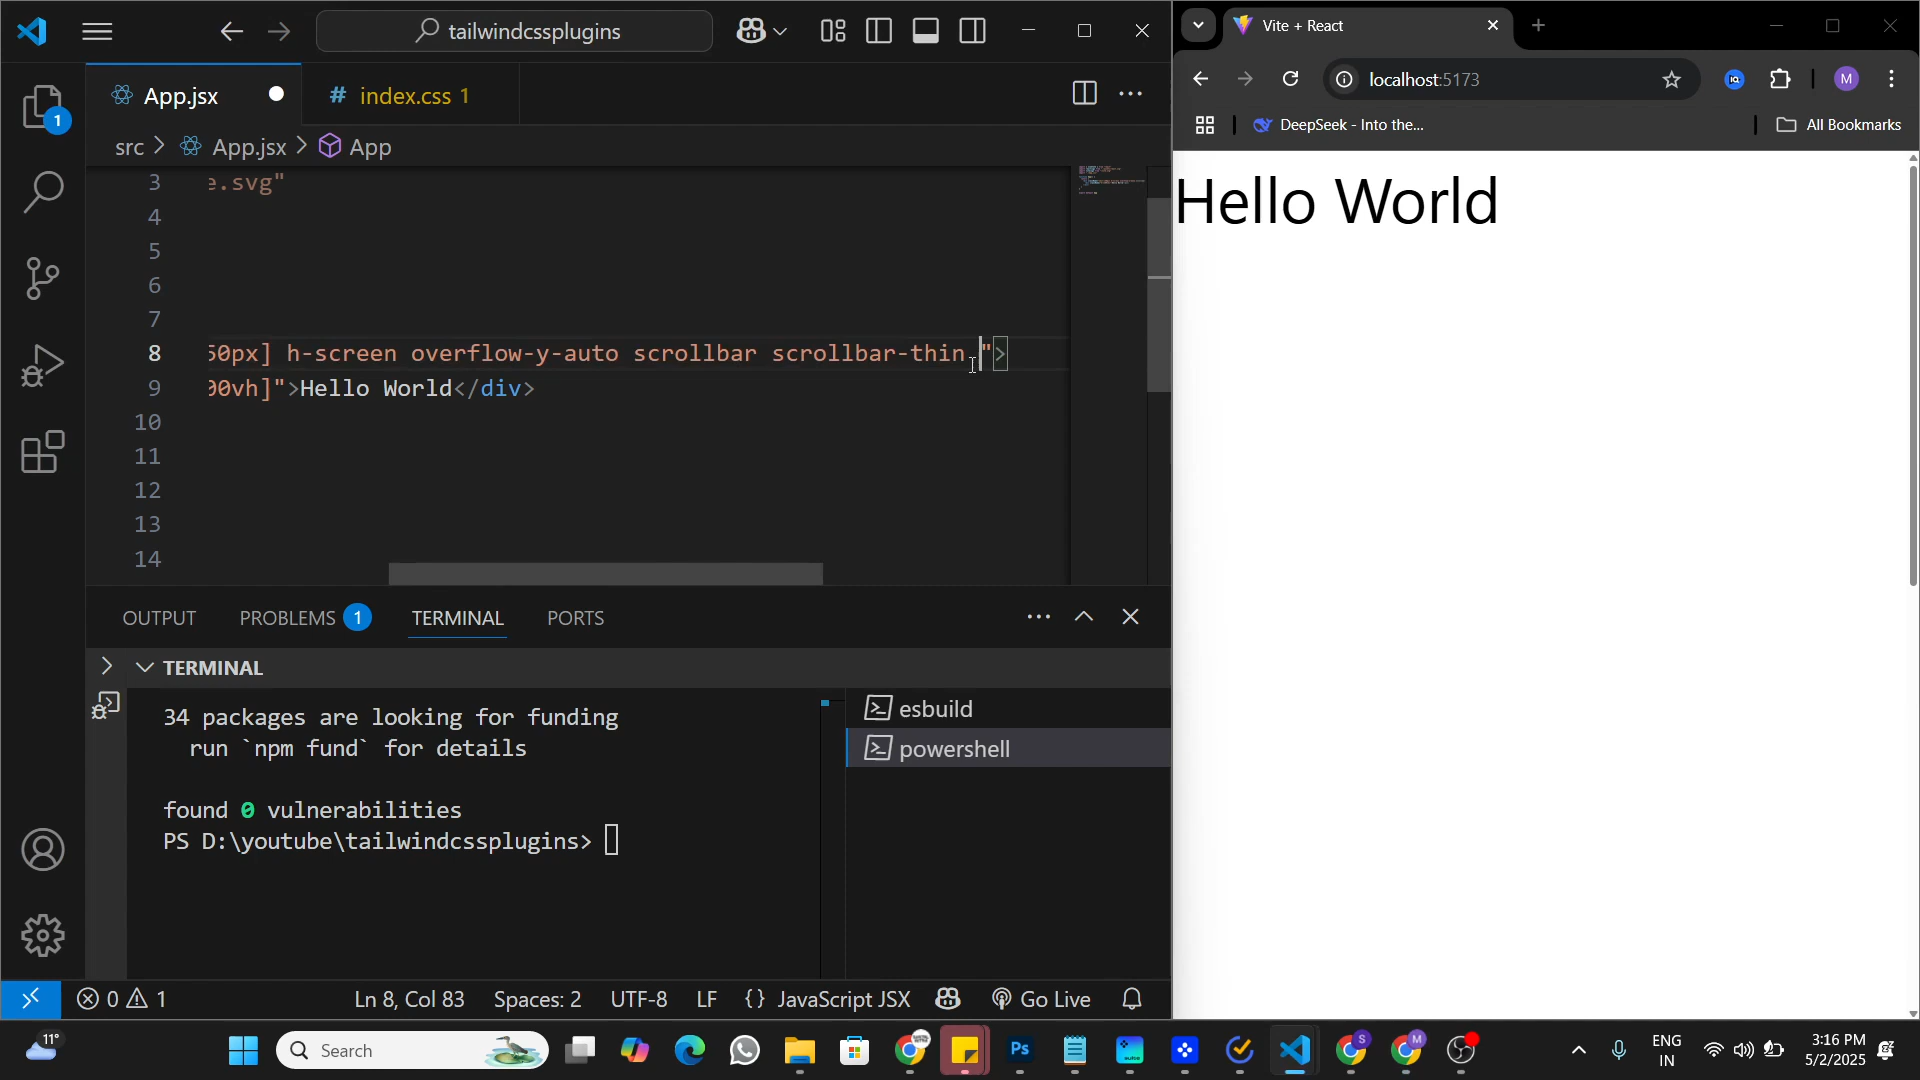 tailwindcssplugins
App.jsx
# index.css 1
src > App.jsx > App
3 e.svg"
4
5
6
7
8 50px] h-screen overflow-y-auto scrollbar scrollbar-thin ">
9 00vh]">Hello World</div>
10
11
12
13
14
1
OUTPUT PROBLEMS 1 TERMINAL PORTS
TERMINAL
34 packages are looking for funding
run `npm fund` for details
found 0 vulnerabilities
PS D:\youtube\tailwindcssplugins>
esbuild
powershell
0 1 Ln 8, Col 83 Spaces: 2 UTF-8 LF {} JavaScript JSX Go Live
Vite + React
localhost:5173
M
DeepSeek - Into the...
All Bookmarks
Hello World
11°
Search
Ps
S
M
ENG
IN
3:16 PM
5/2/2025